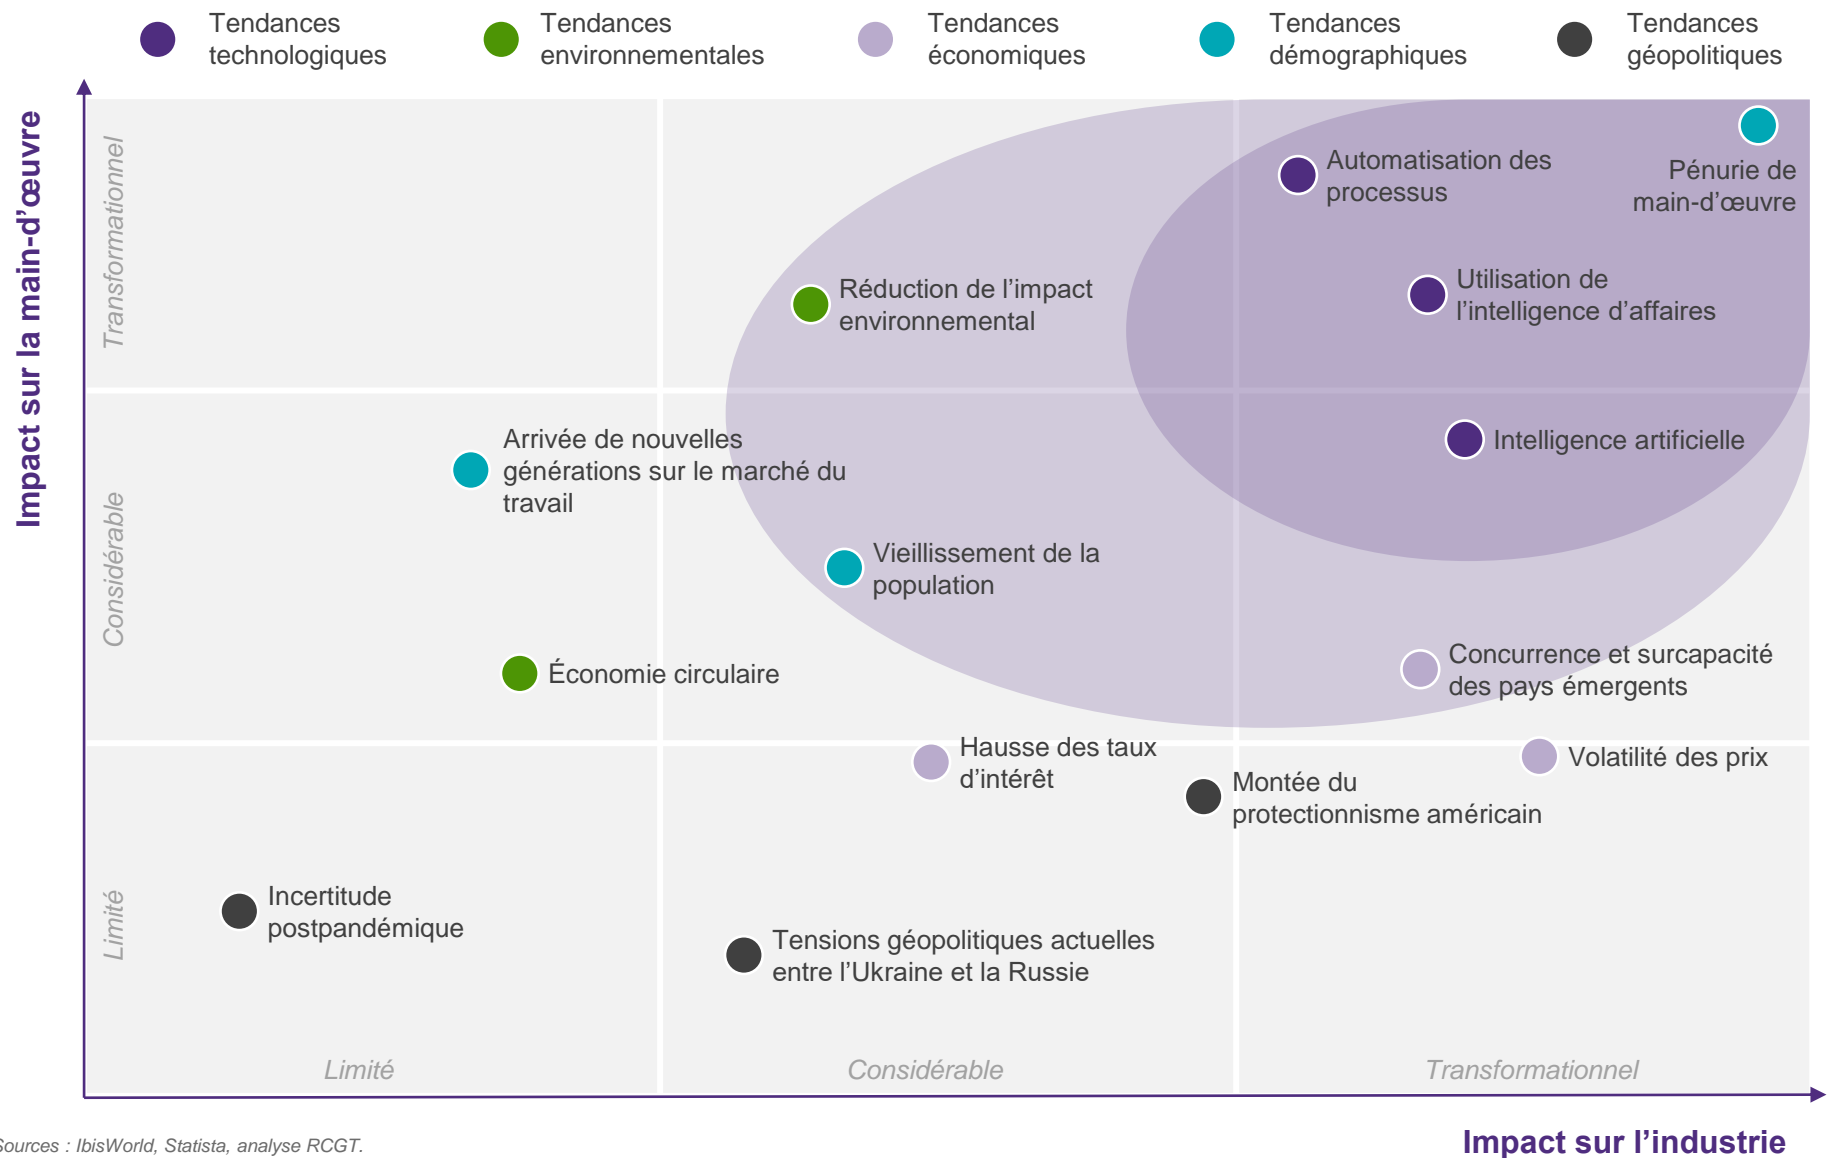 Tendances
technologiques
Tendances
environnementales
Tendances
économiques
Tendances
démographiques
Tendances
géopolitiques
Impact sur la main-d’œuvre
Transformationnel
Considérable
Limité
Automatisation des
processus
Pénurie de
main-d’œuvre
Réduction de l’impact
environnemental
Utilisation de
l’intelligence d’affaires
Arrivée de nouvelles
générations sur le marché du
travail
Intelligence artificielle
Vieillissement de la
population
Économie circulaire
Concurrence et surcapacité
des pays émergents
Hausse des taux
d’intérêt
Montée du
protectionnisme américain
Volatilité des prix
Incertitude
postpandémique
Tensions géopolitiques actuelles
entre l’Ukraine et la Russie
Limité
Considérable
Transformationnel
Impact sur l’industrie
Sources : IbisWorld, Statista, analyse RCGT.